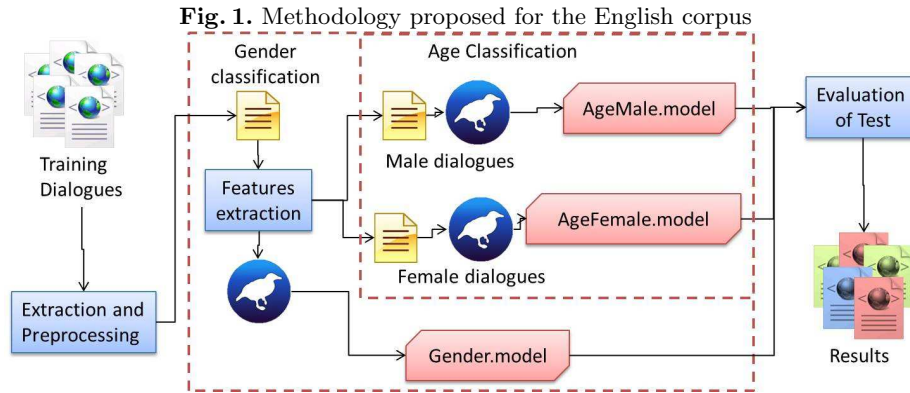 Fig. 1. Methodology proposed for the English corpus
Training
Dialogues
Extraction and
Preprocessing
Gender
classification
Features
extraction
Age Classification
Male dialogues
AgeMale.model
Female dialogues
AgeFemale.model
Gender.model
Evaluation
of Test
Results